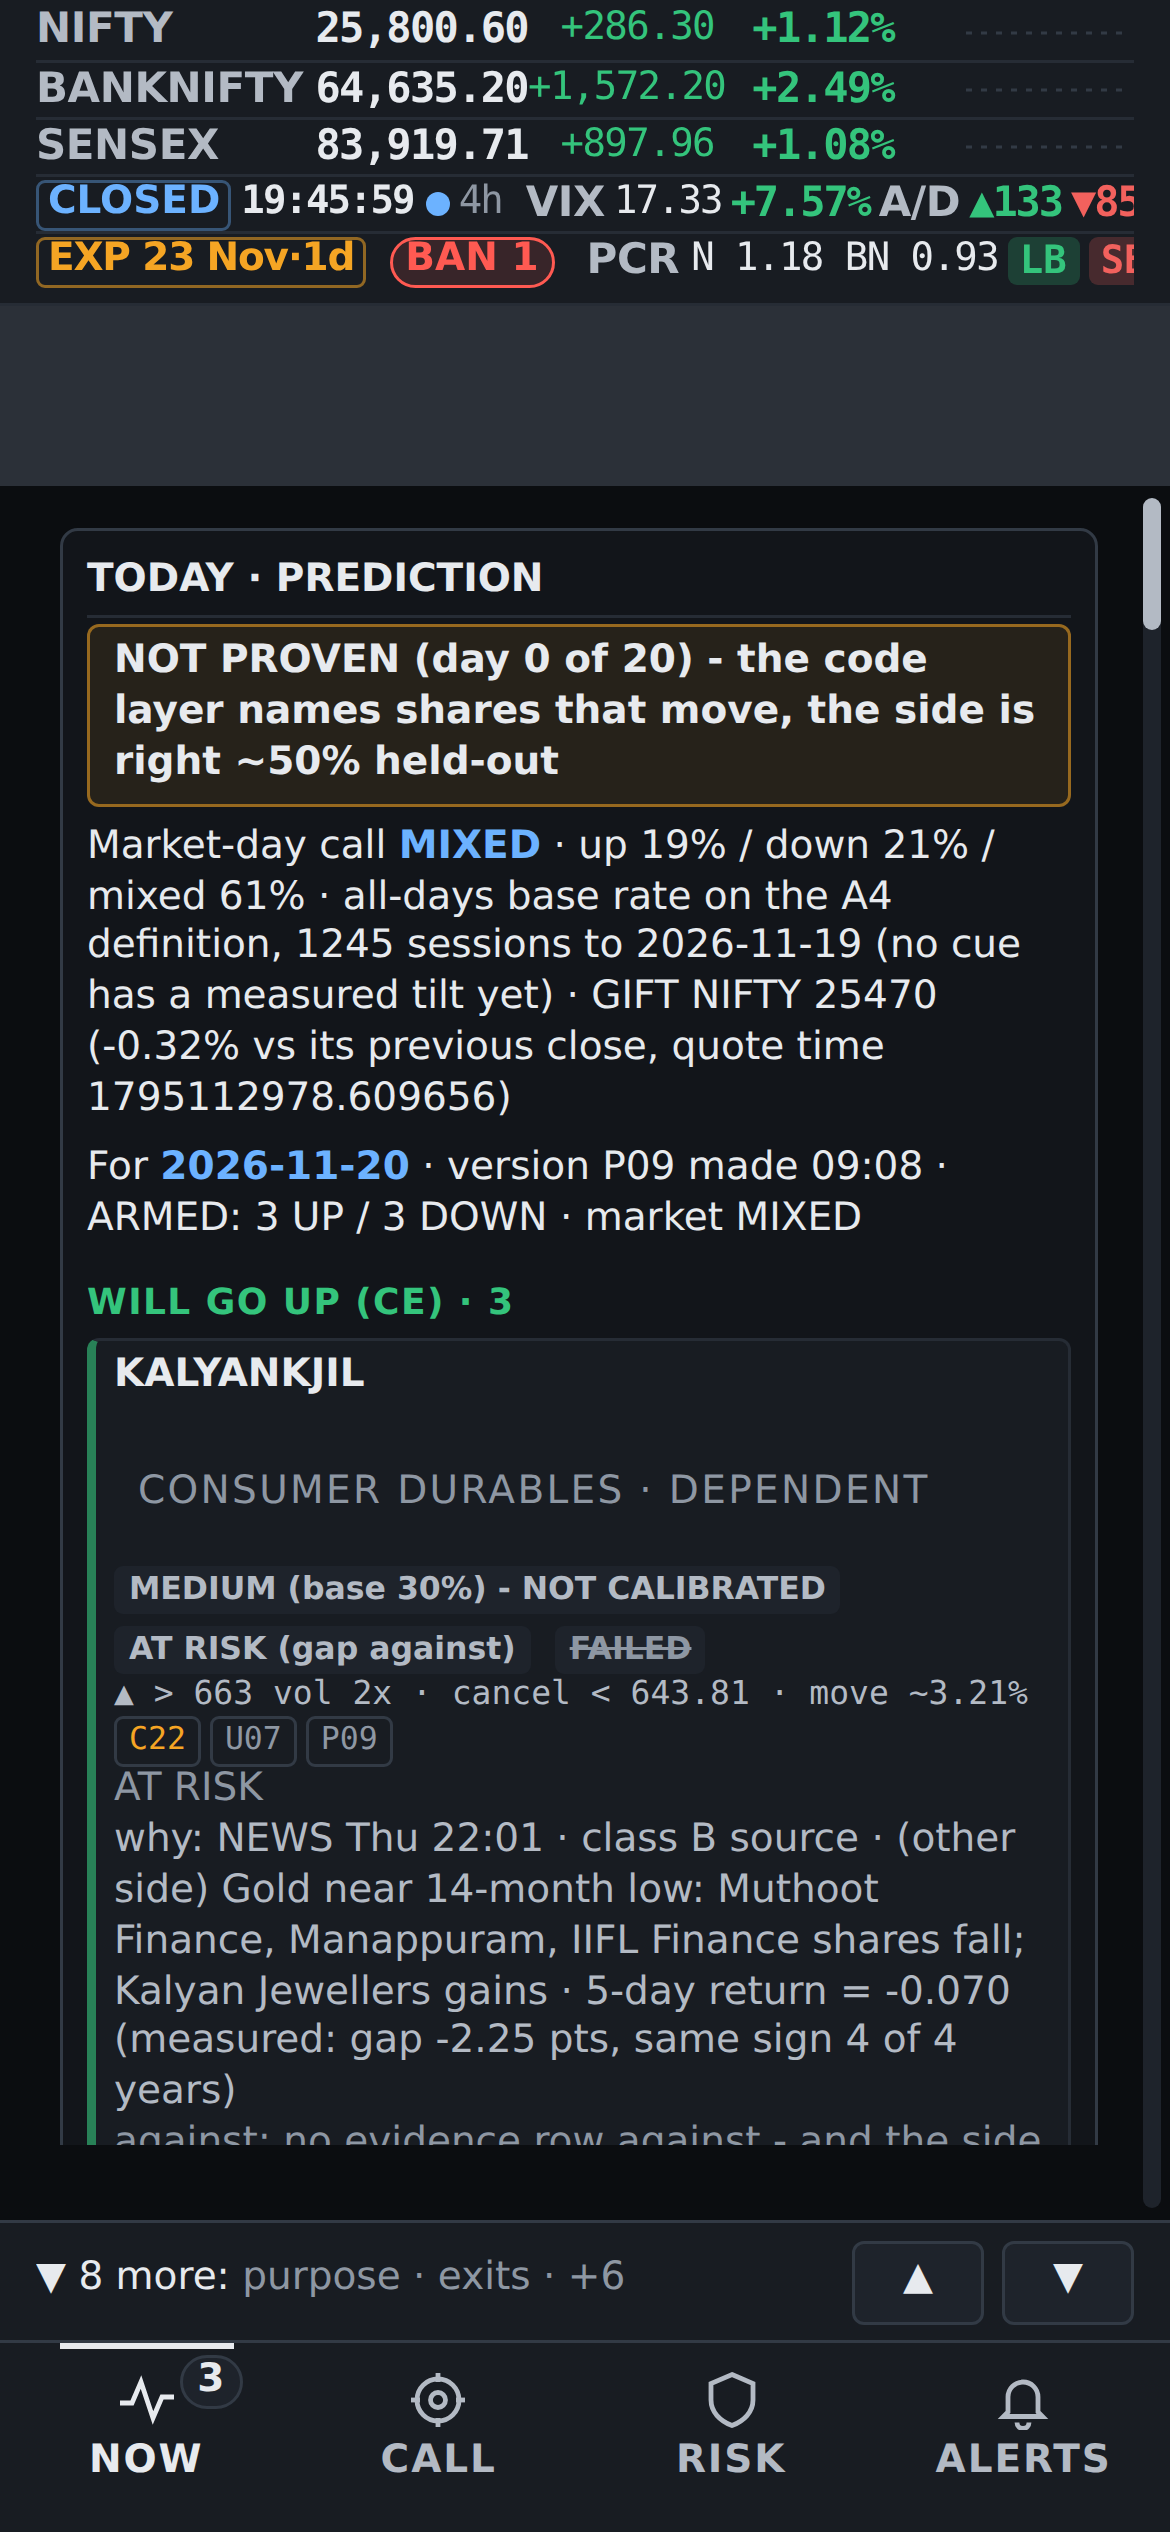 NIFTY 25,800.60 +286.30 +1.12%
BANKNIFTY 64,635.20 +1,572.20 +2.49%
SENSEX 83,919.71 +897.96 +1.08%
CLOSED 19:45:59 ● 4h VIX 17.33 +7.57% A/D ▲133 ▼85
EXP 23 Nov·1d BAN 1 PCR N 1.18 BN 0.93 LB
TODAY · PREDICTION
NOT PROVEN (day 0 of 20) - the code
layer names shares that move, the side is
right ~50% held-out
Market-day call MIXED · up 19% / down 21% /
mixed 61% · all-days base rate on the A4
definition, 1245 sessions to 2026-11-19 (no cue
has a measured tilt yet) · GIFT NIFTY 25470
(-0.32% vs its previous close, quote time
1795112978.609656)
For 2026-11-20 · version P09 made 09:08 ·
ARMED: 3 UP / 3 DOWN · market MIXED
WILL GO UP (CE) · 3
KALYANKJIL
CONSUMER DURABLES · DEPENDENT
MEDIUM (base 30%) - NOT CALIBRATED
AT RISK (gap against) FAILED
▲ > 663 vol 2x · cancel < 643.81 · move ~3.21%
C22 U07 P09
AT RISK
why: NEWS Thu 22:01 · class B source · (other
side) Gold near 14-month low: Muthoot
Finance, Manappuram, IIFL Finance shares fall;
Kalyan Jewellers gains · 5-day return = -0.070
(measured: gap -2.25 pts, same sign 4 of 4
years)
against: no evidence row against - and the side
▼ 8 more: purpose · exits · +6 ▲ ▼
3
NOW CALL RISK ALERTS